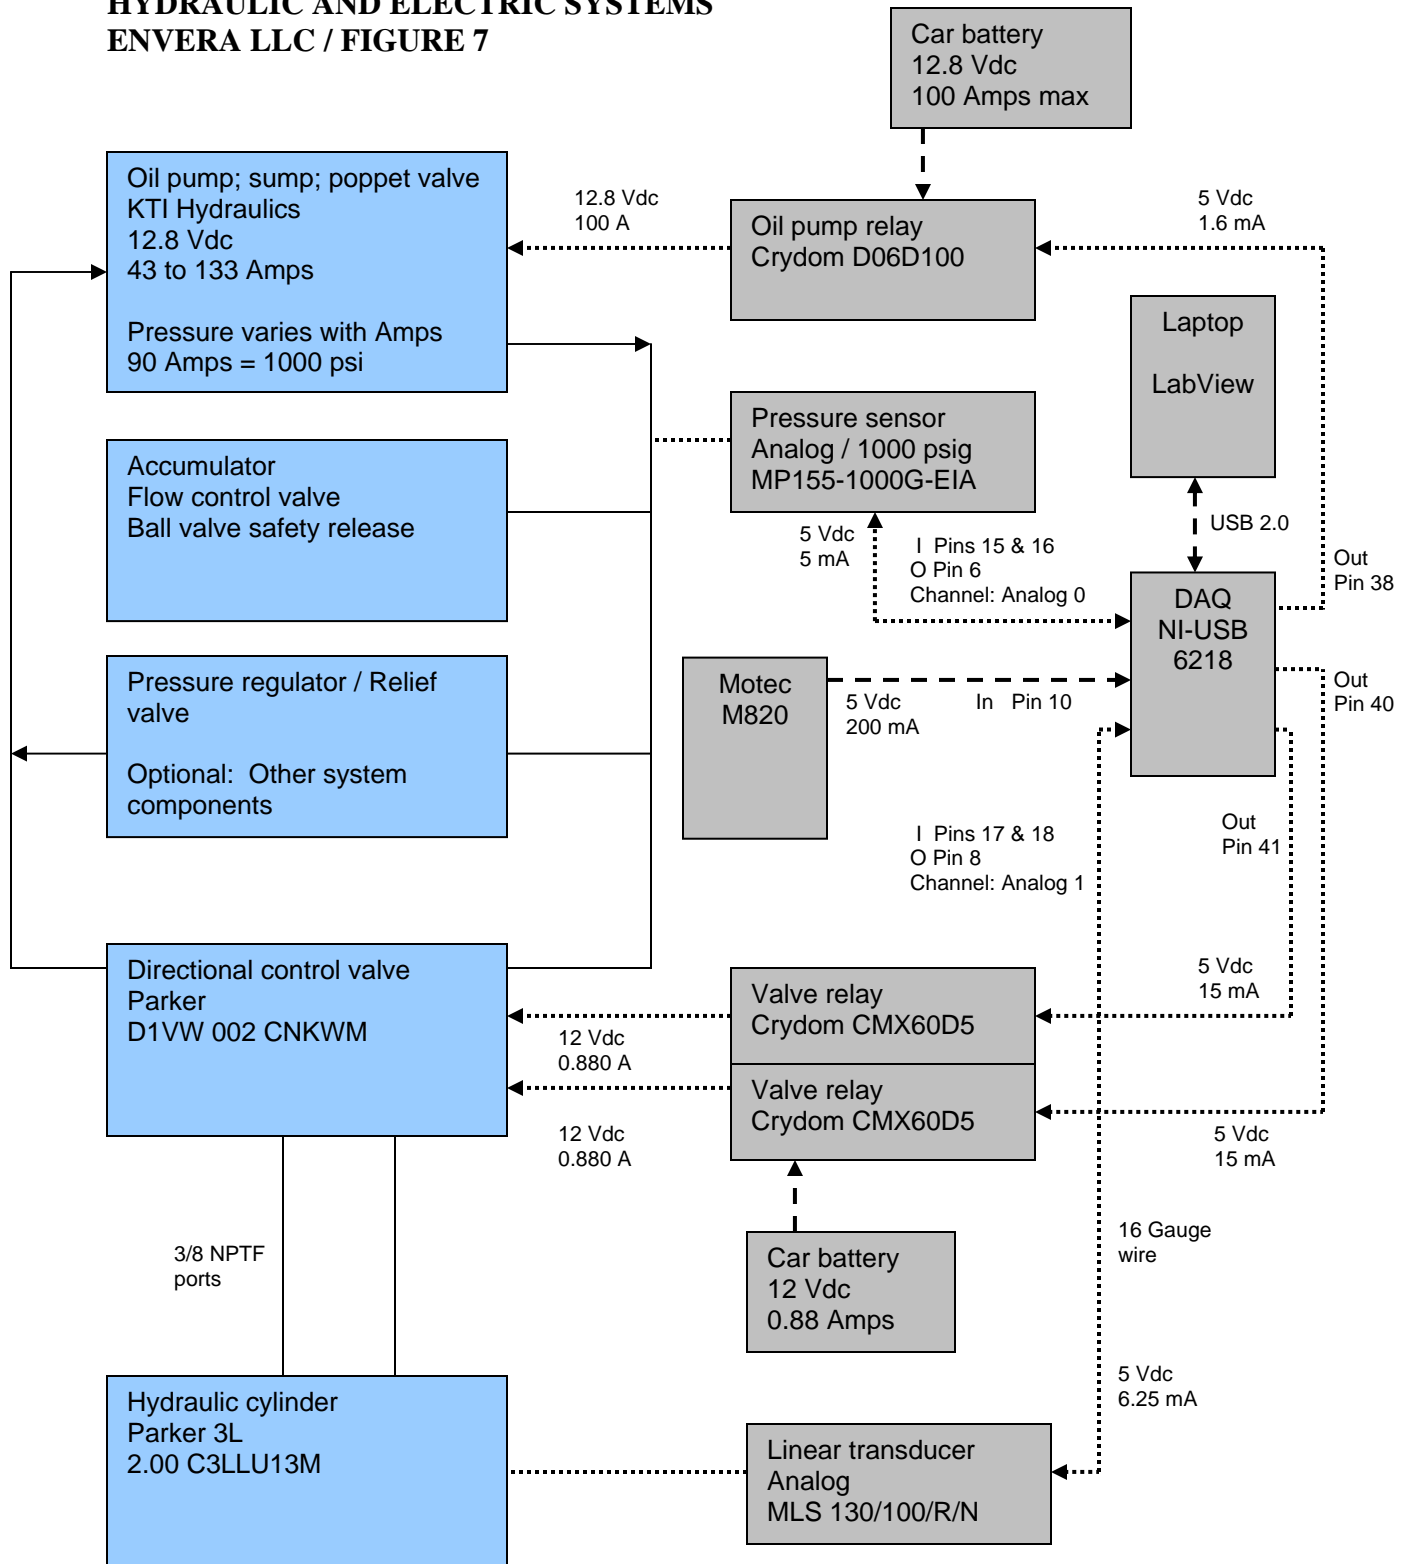 HYDRAULIC AND ELECTRIC SYSTEMS
ENVERA LLC / FIGURE 7
Car battery
12.8 Vdc
100 Amps max
Oil pump; sump; poppet valve
KTI Hydraulics
12.8 Vdc
43 to 133 Amps
Pressure varies with Amps
90 Amps = 1000 psi
12.8 Vdc
100 A
Oil pump relay
Crydom D06D100
5 Vdc
1.6 mA
Laptop
LabView
Accumulator
Flow control valve
Ball valve safety release
Pressure sensor
Analog / 1000 psig
MP155-1000G-EIA
5 Vdc
5 mA
I Pins 15 & 16
O Pin 6
Channel: Analog 0
USB 2.0
Out
Pin 38
DAQ
NI-USB
6218
Pressure regulator / Relief
valve
Optional: Other system
components
Motec
M820
5 Vdc
200 mA
In Pin 10
Out
Pin 40
I Pins 17 & 18
O Pin 8
Channel: Analog 1
Out
Pin 41
Directional control valve
Parker
D1VW 002 CNKWM
12 Vdc
0.880 A
Valve relay
Crydom CMX60D5
5 Vdc
15 mA
12 Vdc
0.880 A
Valve relay
Crydom CMX60D5
5 Vdc
15 mA
3/8 NPTF
ports
Car battery
12 Vdc
0.88 Amps
16 Gauge
wire
Hydraulic cylinder
Parker 3L
2.00 C3LLU13M
Linear transducer
Analog
MLS 130/100/R/N
5 Vdc
6.25 mA